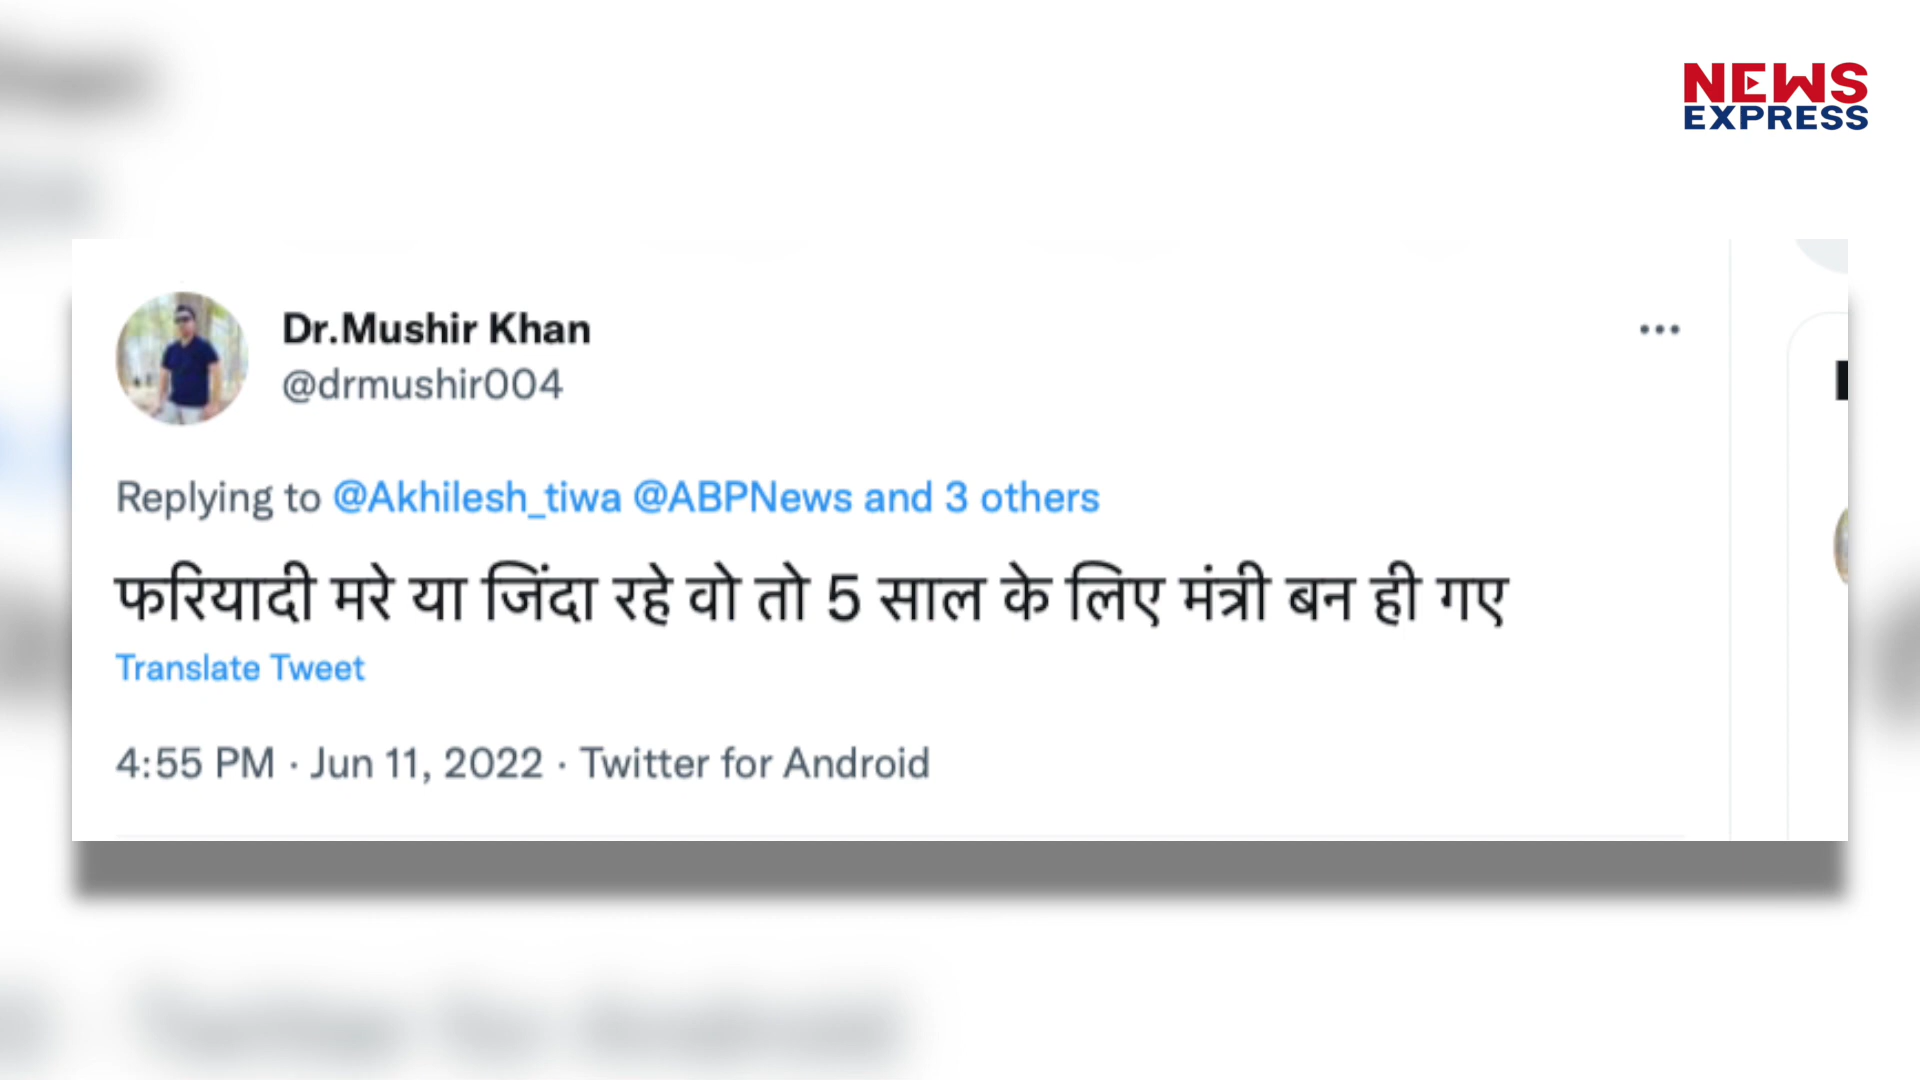 NEWS
EXPRESS
Dr.Mushir Khan
@drmushir004
Replying to @Akhilesh_tiwa @ABPNews and 3 others
फरियादी मरे या जिंदा रहे वो तो 5 साल के लिए मंत्री बन ही गए
Translate Tweet
4:55 PM · Jun 11, 2022 · Twitter for Android